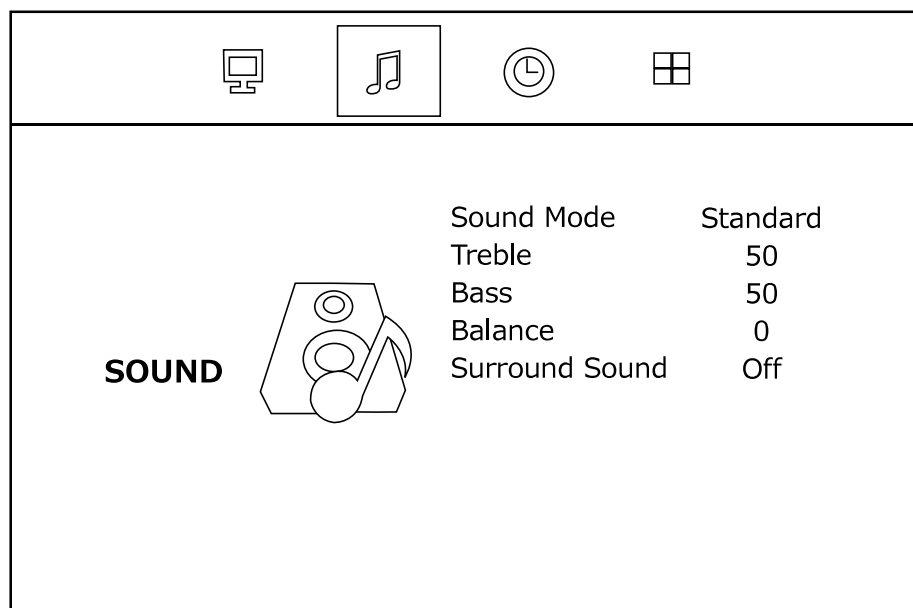 Sound Mode Standard
Treble 50
Bass 50
Balance 0
Surround Sound Off
SOUND